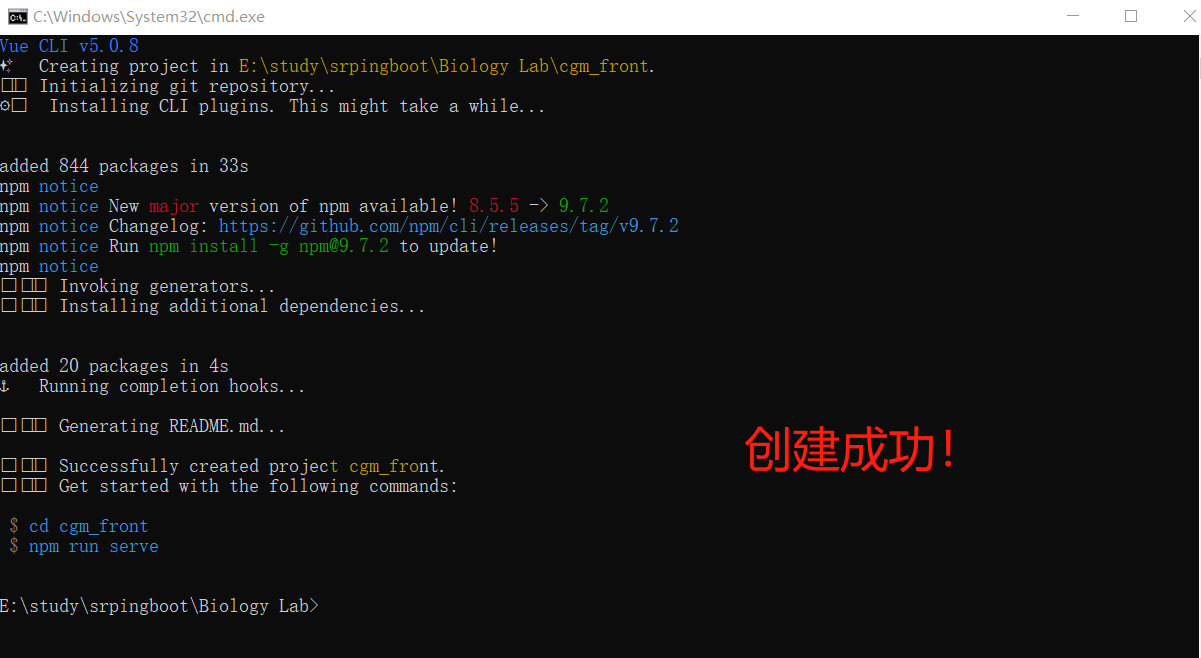 C:\Windows\System32\cmd.exe
Vue CLI v5.0.8
Creating project in E:\study\srpingboot\Biology Lab\cgm_front.
Initializing git repository...
Installing CLI plugins. This might take a while...
added 844 packages in 33s
npm notice
npm notice New major version of npm available! 8.5.5 -> 9.7.2
npm notice Changelog: https://github.com/npm/cli/releases/tag/v9.7.2
npm notice Run npm install -g npm@9.7.2 to update!
npm notice
Invoking generators...
Installing additional dependencies...
added 20 packages in 4s
Running completion hooks...
Generating README.md...
Successfully created project cgm_front.
Get started with the following commands:
$ cd cgm_front
$ npm run serve
E:\study\srpingboot\Biology Lab>
创建成功！